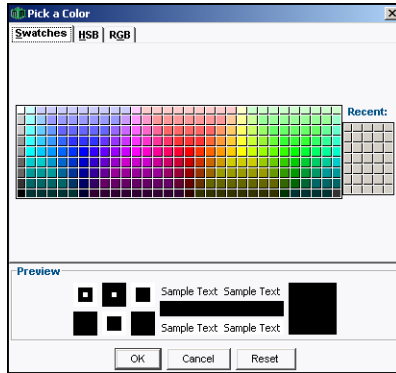 Pick a Color
Swatches HSB RGB
Recent:
Preview
Sample Text Sample Text
Sample Text Sample Text
OK Cancel Reset